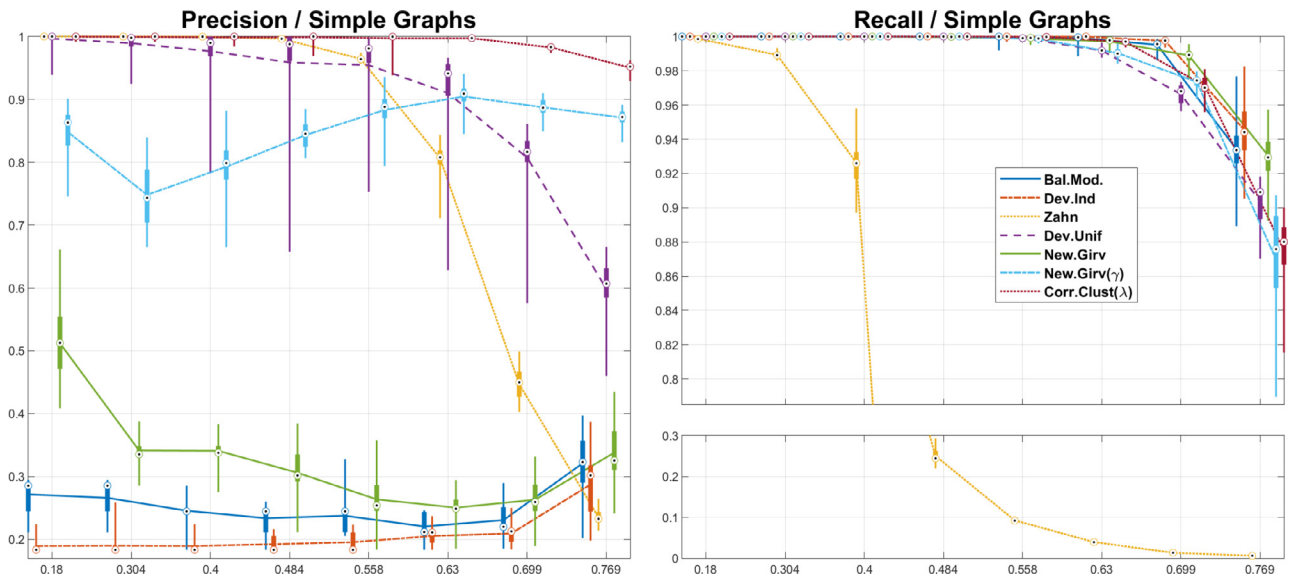 Precision / Simple Graphs
1
0.9
0.8
0.7
0.6
0.5
0.4
0.3
0.2
0.18 0.304 0.4 0.484 0.558 0.63 0.699 0.769
Recall / Simple Graphs
1
0.98
0.96
0.94
0.92
0.9
0.88
0.86
0.84
0.82
0.8
Bal.Mod.
Dev.Ind
Zahn
Dev.Unif
New.Girv
New.Girv(γ)
Corr.Clust(λ)
0.3
0.2
0.1
0
0.18 0.304 0.4 0.484 0.558 0.63 0.699 0.769